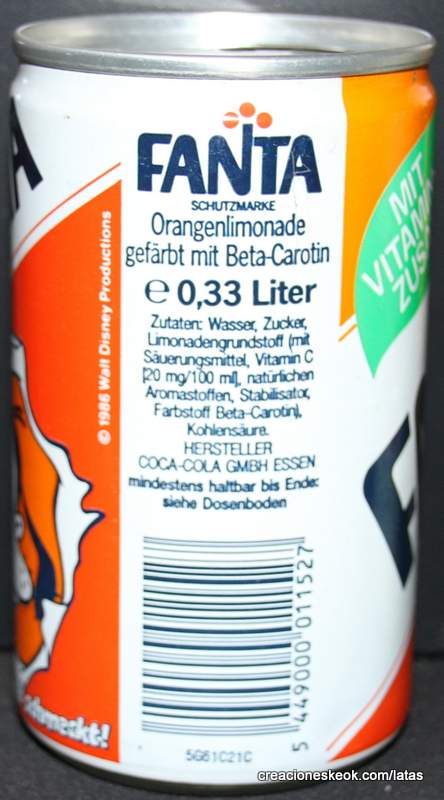 FANTA
SCHUTZMARKE
Orangenlimonade
gefärbt mit Beta-Carotin
e 0,33 Liter
Zutaten: Wasser, Zucker,
Limonadengrundstoff (mit
Säuerungsmittel, Vitamin C
[20 mg/100 ml], natürlichen
Aromastoffen, Stabilisator,
Farbstoff Beta-Carotin),
Kohlensäure.
HERSTELLER
COCA-COLA GMBH ESSEN
mindestens haltbar bis Ende:
siehe Dosenboden
5 449000 011527
5G61C21C
© 1986 Walt Disney Productions
schmeckt!
MIT
VITAMIN
creacioneskeok.com/latas